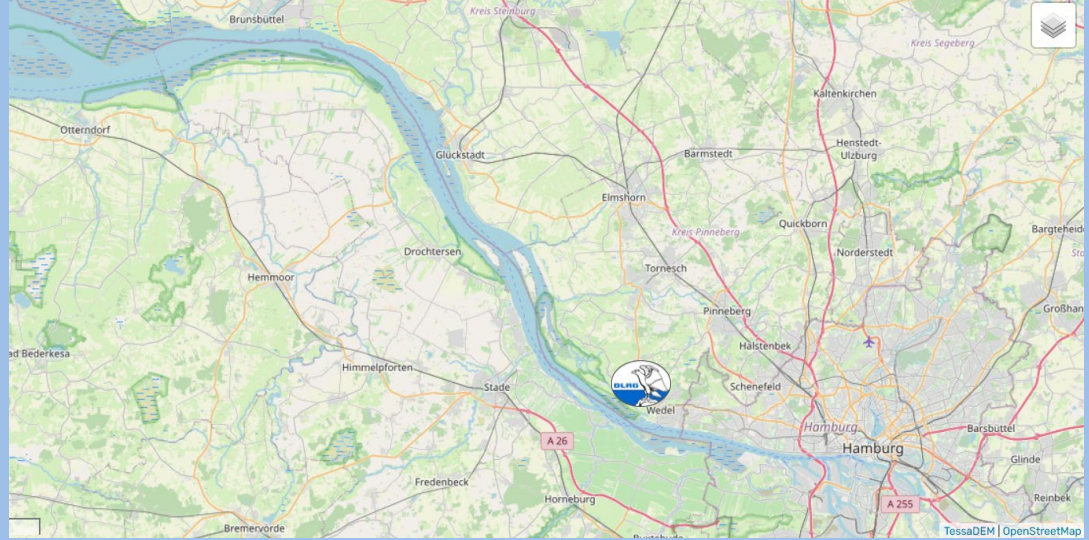 Kreis Steinburg
Brunsbüttel
Kreis Segeberg
Kaltenkirchen
Otterndorf
Glückstadt
Barmstedt
Henstedt-
Ulzburg
Elmshorn
Quickborn
Kreis Pinneberg
Bargteheide
Drochtersen
Norderstedt
Hemmoor
Tornesch
Pinneberg
Großhan
Halstenbek
ad Bederkesa
Himmelpforten
Stade
DLRG
Schenefeld
Wedel
Hamburg
Barsbüttel
A 26
Hamburg
Glinde
Fredenbeck
Horneburg
Reinbek
A 255
Bremervörde
TessaDEM | OpenStreetMap